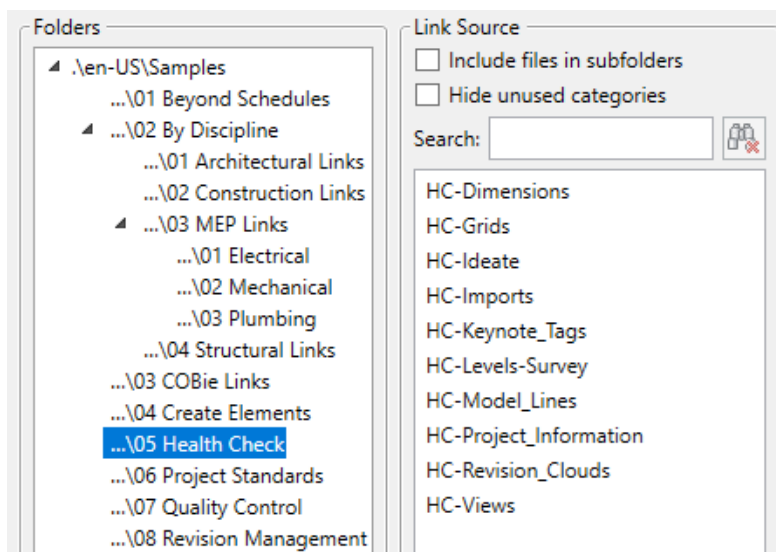 Folders
.\en-US\Samples
...\01 Beyond Schedules
...\02 By Discipline
...\01 Architectural Links
...\02 Construction Links
...\03 MEP Links
...\01 Electrical
...\02 Mechanical
...\03 Plumbing
...\04 Structural Links
...\03 COBie Links
...\04 Create Elements
...\05 Health Check
...\06 Project Standards
...\07 Quality Control
...\08 Revision Management
Link Source
Include files in subfolders
Hide unused categories
Search:
HC-Dimensions
HC-Grids
HC-Ideate
HC-Imports
HC-Keynote_Tags
HC-Levels-Survey
HC-Model_Lines
HC-Project_Information
HC-Revision_Clouds
HC-Views